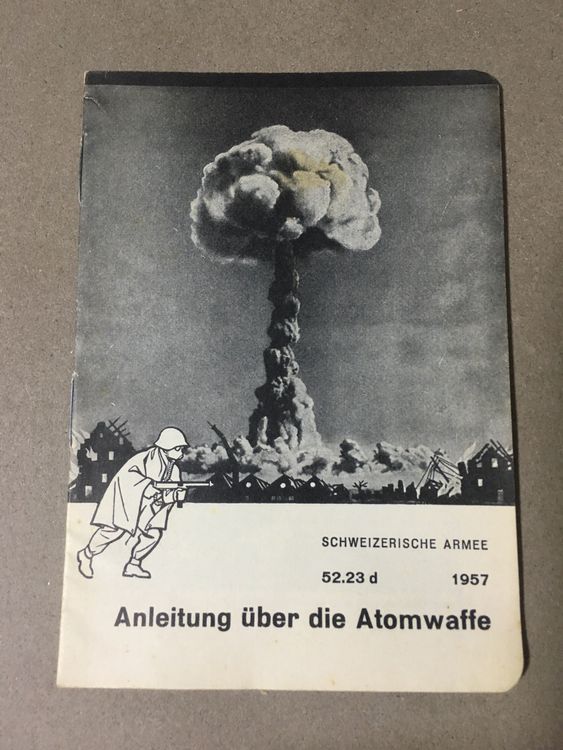 SCHWEIZERISCHE ARMEE
52.23 d 1957
Anleitung über die Atomwaffe